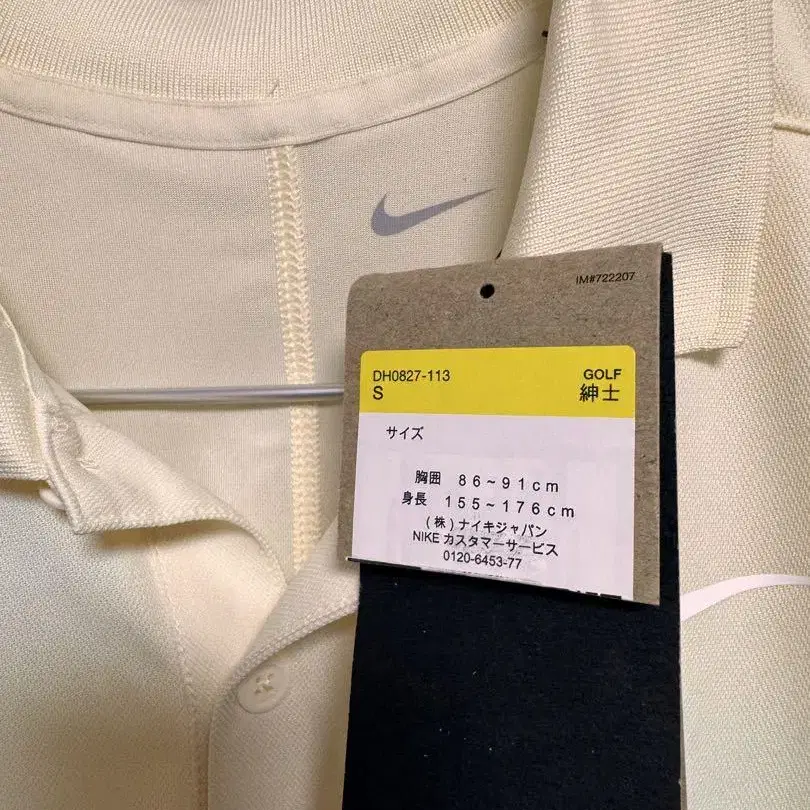 IM#722207
DH0827-113 GOLF
S 紳士
サイズ
胸囲 86~91cm
身長 155~176cm
(株)ナイキジャパン
NIKE カスタマーサービス
0120-6453-77